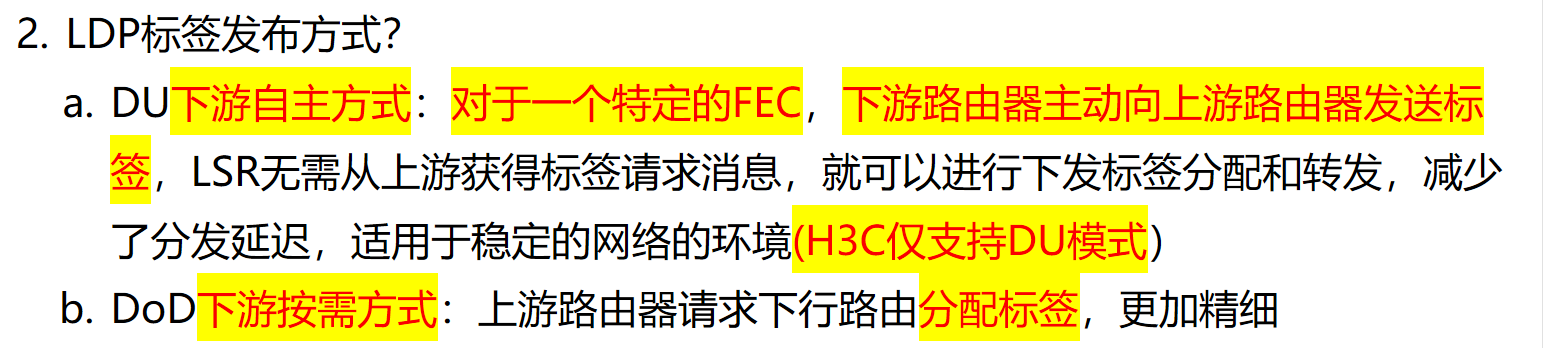 2. LDP标签发布方式？
a. DU下游自主方式：对于一个特定的FEC，下游路由器主动向上游路由器发送标
签，LSR无需从上游获得标签请求消息，就可以进行下发标签分配和转发，减少
了分发延迟，适用于稳定的网络的环境(H3C仅支持DU模式）
b. DoD下游按需方式：上游路由器请求下行路由分配标签，更加精细